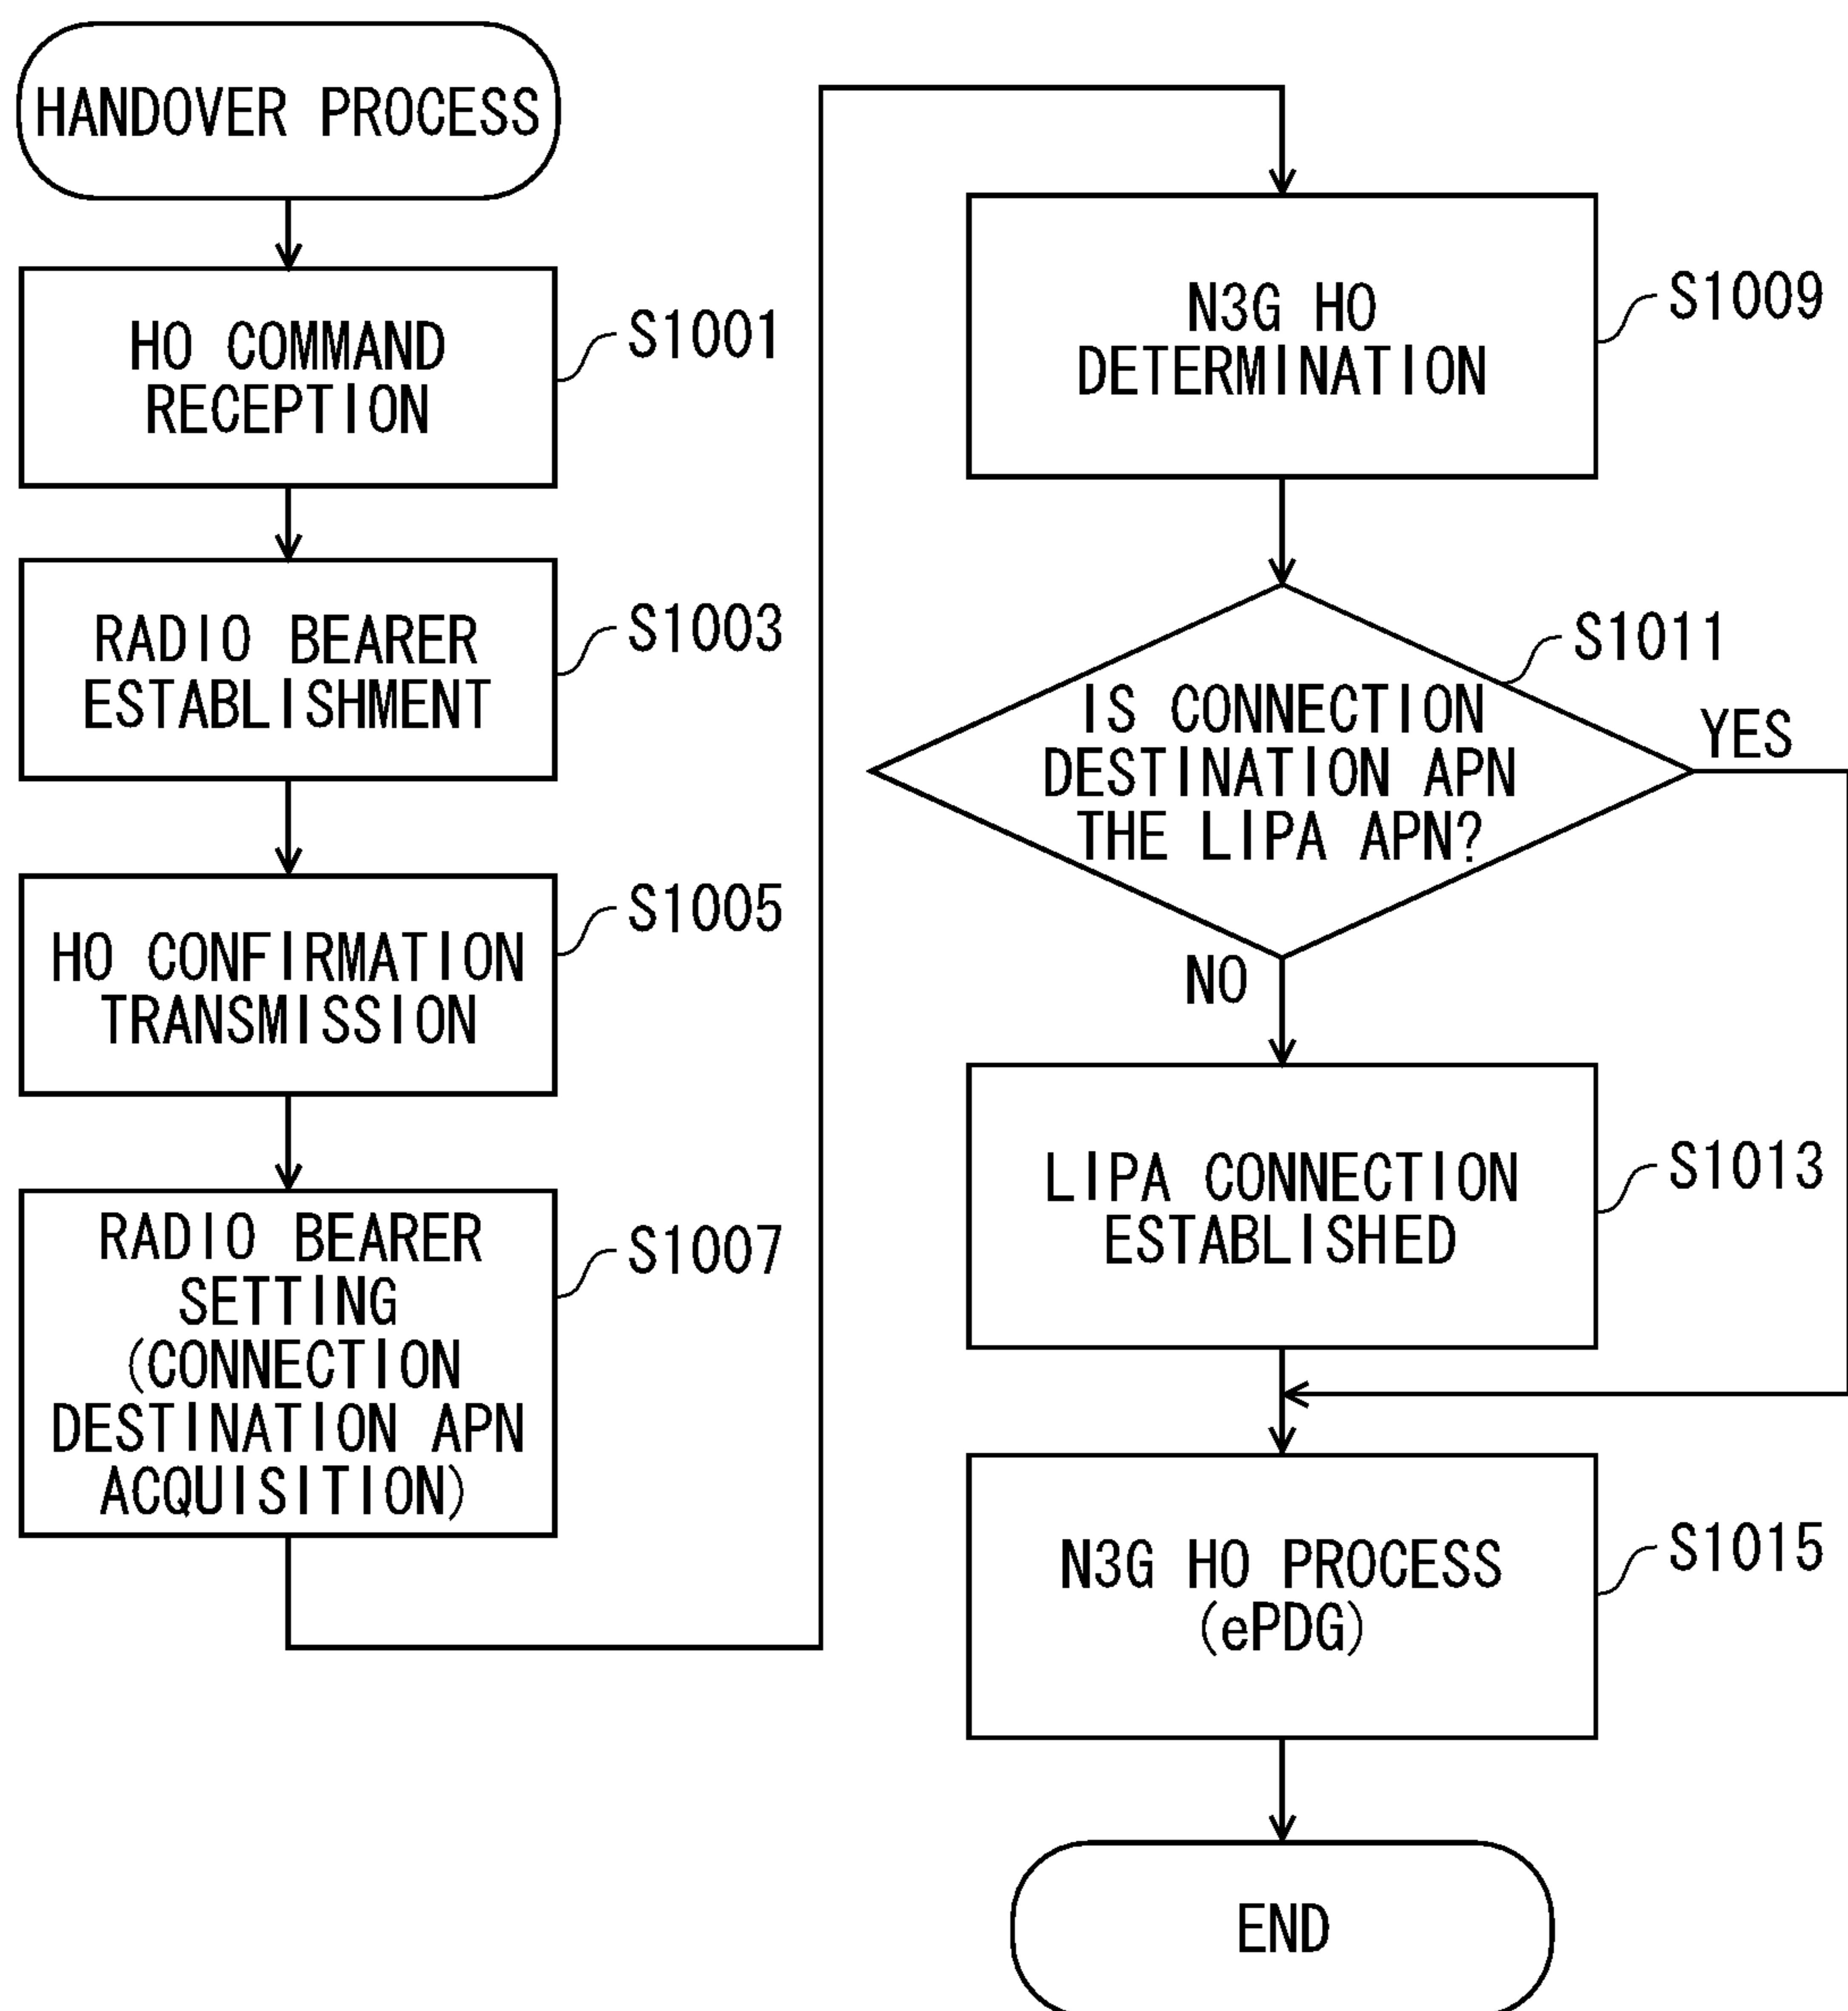 HANDOVER PROCESS
HO COMMAND
RECEPTION
S1001
RADIO BEARER
ESTABLISHMENT
S1003
HO CONFIRMATION
TRANSMISSION
S1005
RADIO BEARER
SETTING
(CONNECTION
DESTINATION APN
ACQUISITION)
S1007
N3G HO
DETERMINATION
S1009
IS CONNECTION
DESTINATION APN
THE LIPA APN?
S1011
YES
NO
LIPA CONNECTION
ESTABLISHED
S1013
N3G HO PROCESS
(ePDG)
S1015
END